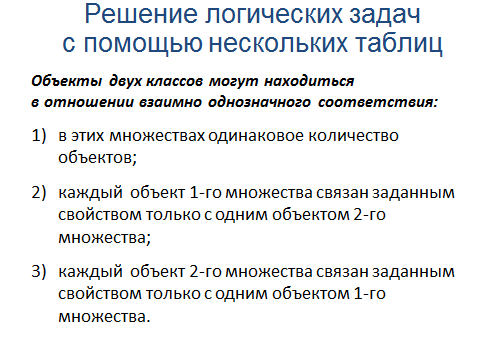 Решение логических задач
с помощью нескольких таблиц
Объекты двух классов могут находиться
в отношении взаимно однозначного соответствия:
1) в этих множествах одинаковое количество
объектов;
2) каждый объект 1-го множества связан заданным
свойством только с одним объектом 2-го
множества;
3) каждый объект 2-го множества связан заданным
свойством только с одним объектом 1-го
множества.